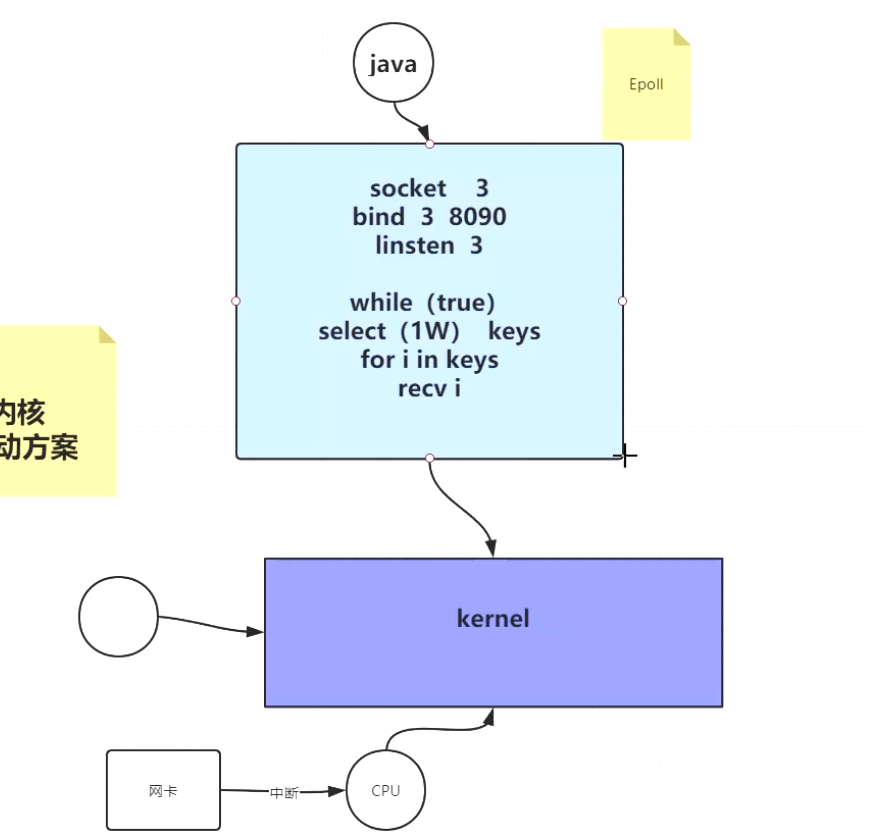 java
Epoll
socket 3
bind 3 8090
linsten 3
while（true）
select（1W） keys
for i in keys
recv i
内核
动方案
kernel
网卡
中断
CPU